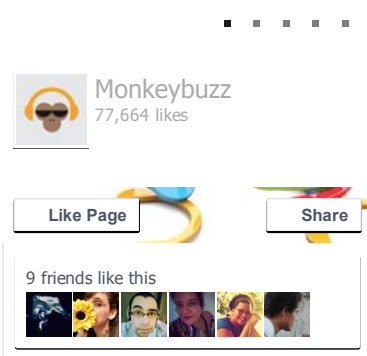 Monkeybuzz
77,664 likes
Like Page
Share
9 friends like this